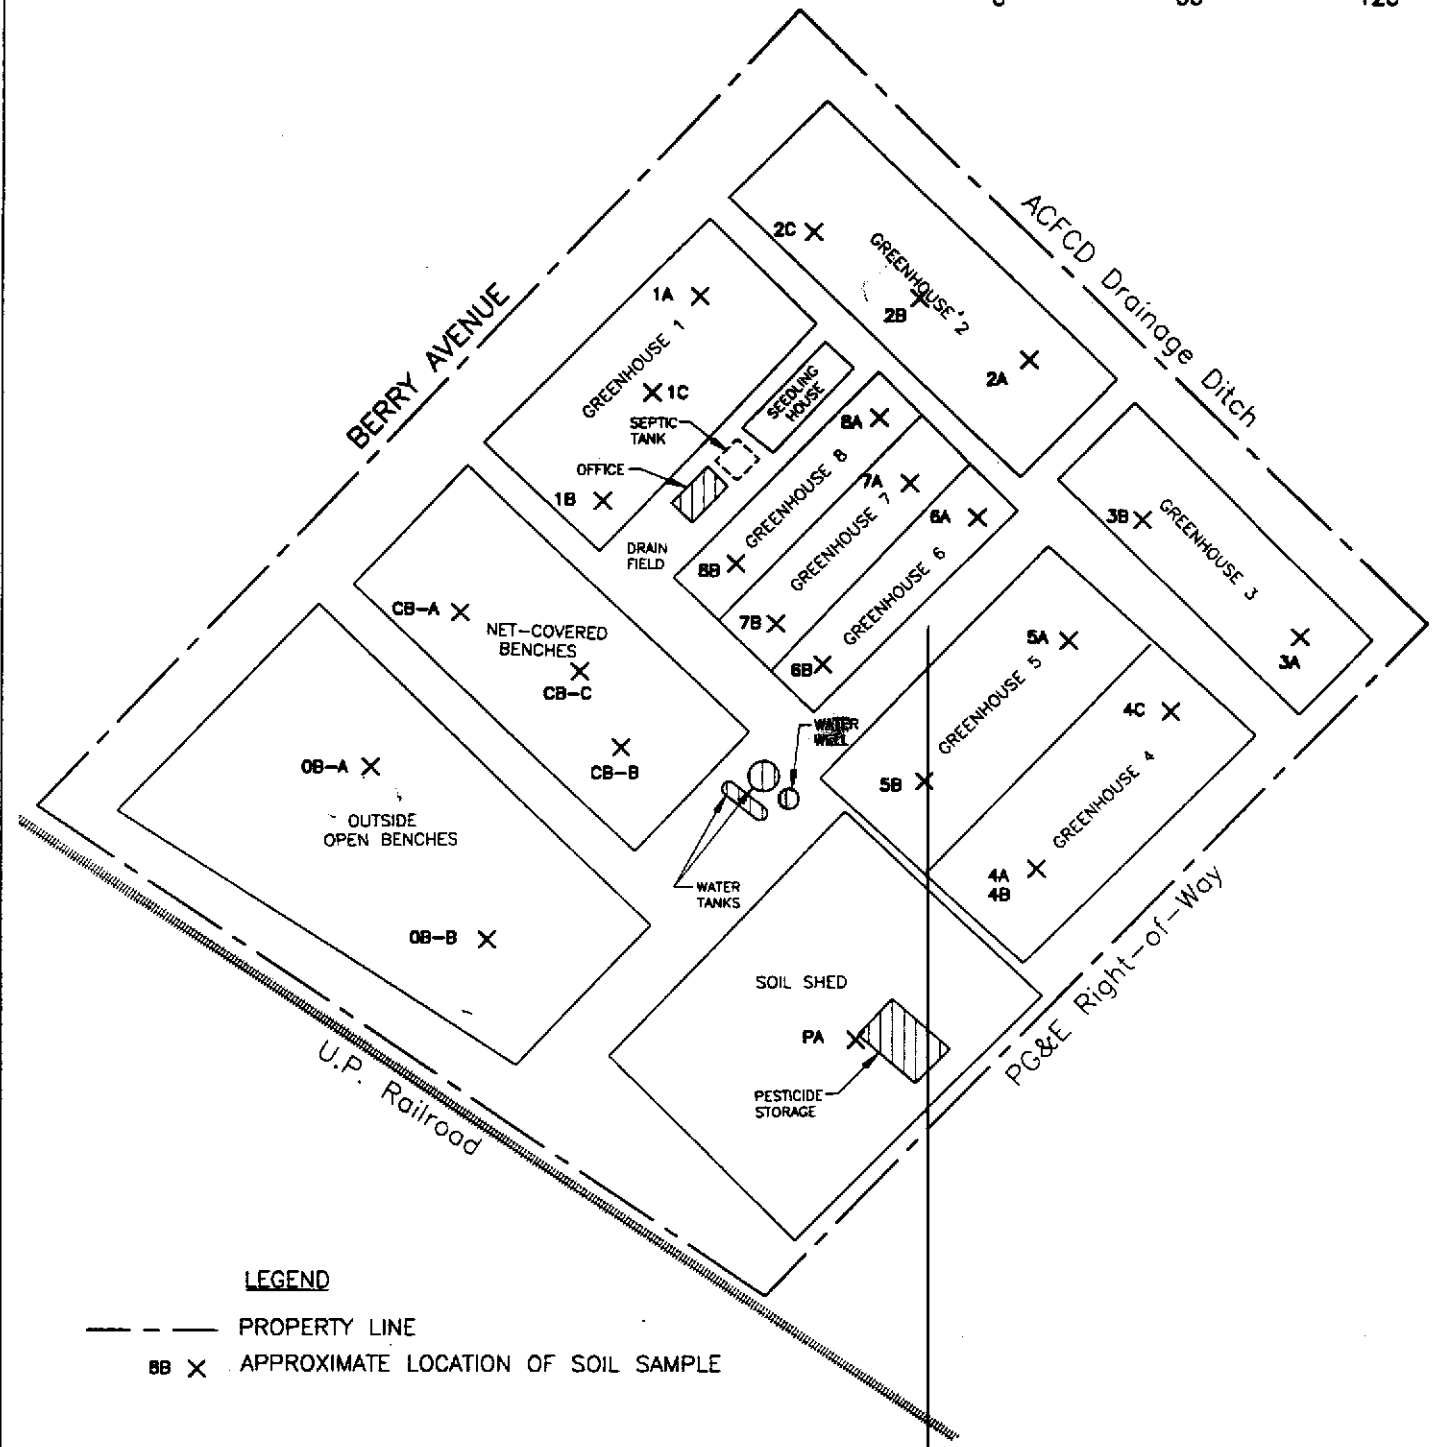 120
ACFCD Drainage Ditch
BERRY AVENUE
2C
GREENHOUSE 2
2B
2A
1A
GREENHOUSE 1
1C
1B
SEEDLING
HOUSE
SEPTIC
TANK
OFFICE
DRAIN
FIELD
8A
GREENHOUSE 8
8B
7A
GREENHOUSE 7
7B
6A
GREENHOUSE 6
6B
3B
GREENHOUSE 3
3A
CB-A
NET-COVERED
BENCHES
CB-C
CB-B
5A
GREENHOUSE 5
5B
4C
GREENHOUSE 4
4A
4B
WATER
WELL
WATER
TANKS
OB-A
OUTSIDE
OPEN BENCHES
OB-B
SOIL SHED
PA
PESTICIDE
STORAGE
PG&E Right-of-Way
U.P. Railroad
LEGEND
PROPERTY LINE
8B APPROXIMATE LOCATION OF SOIL SAMPLE